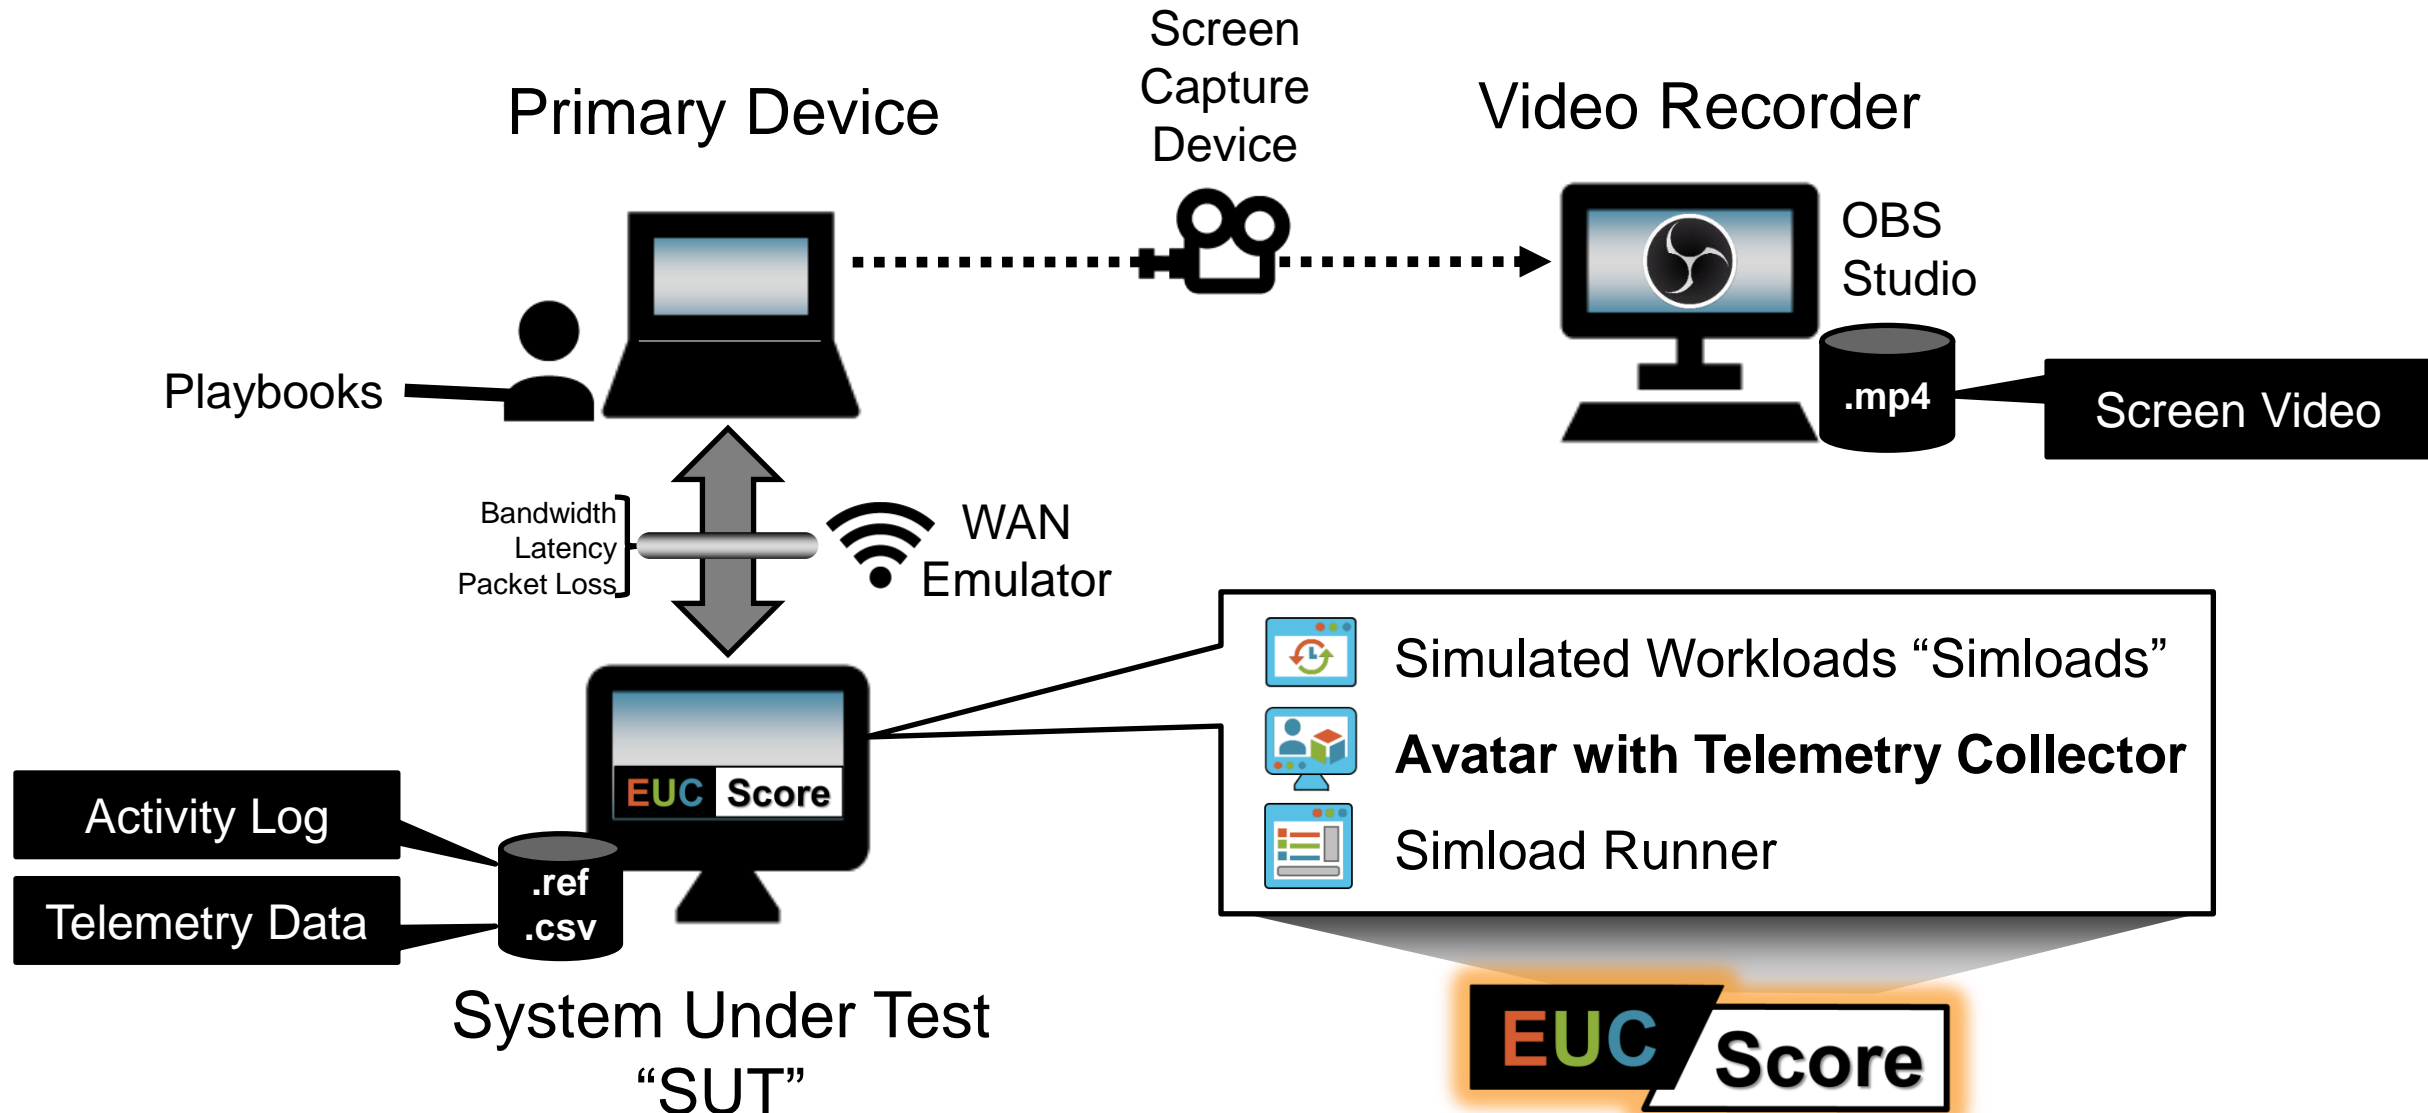 Screen
Capture
Device
Primary Device
Video Recorder
OBS
Studio
Playbooks
.mp4
Screen Video
Bandwidth
Latency
Packet Loss
WAN
Emulator
Simulated Workloads “Simloads”
Avatar with Telemetry Collector
Simload Runner
EUC Score
Activity Log
Telemetry Data
.ref
.csv
System Under Test
“SUT”
EUC Score